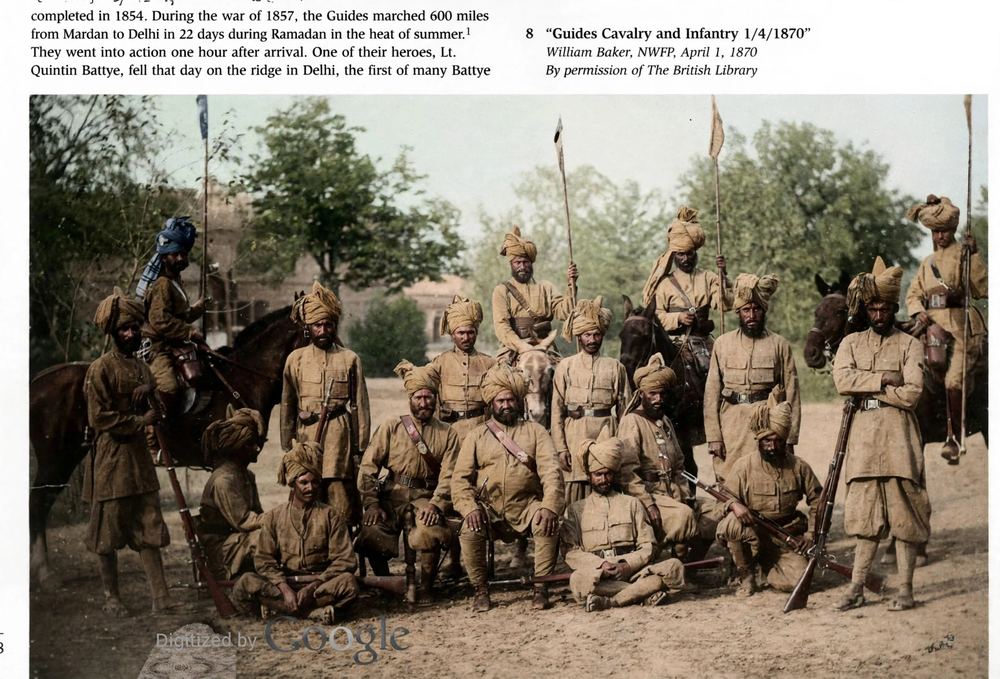 completed in 1854. During the war of 1857, the Guides marched 600 miles
from Mardan to Delhi in 22 days during Ramadan in the heat of summer.1
They went into action one hour after arrival. One of their heroes, Lt.
Quintin Battye, fell that day on the ridge in Delhi, the first of many Battye
8 “Guides Cavalry and Infantry 1/4/1870”
William Baker, NWFP, April 1, 1870
By permission of The British Library
Digitized by Google
8